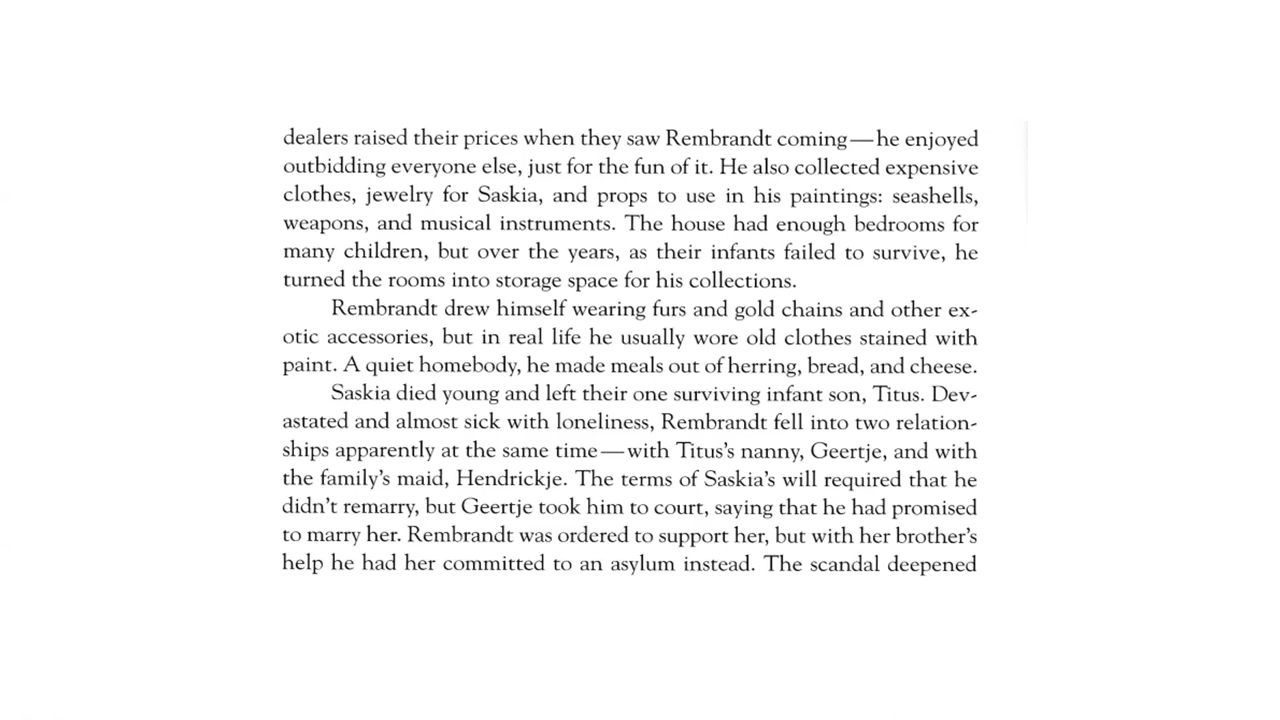 dealers raised their prices when they saw Rembrandt coming—he enjoyed
outbidding everyone else, just for the fun of it. He also collected expensive
clothes, jewelry for Saskia, and props to use in his paintings: seashells,
weapons, and musical instruments. The house had enough bedrooms for
many children, but over the years, as their infants failed to survive, he
turned the rooms into storage space for his collections.
Rembrandt drew himself wearing furs and gold chains and other ex-
otic accessories, but in real life he usually wore old clothes stained with
paint. A quiet homebody, he made meals out of herring, bread, and cheese.
Saskia died young and left their one surviving infant son, Titus. Dev-
astated and almost sick with loneliness, Rembrandt fell into two relation-
ships apparently at the same time—with Titus's nanny, Geertje, and with
the family's maid, Hendrickje. The terms of Saskia's will required that he
didn't remarry, but Geertje took him to court, saying that he had promised
to marry her. Rembrandt was ordered to support her, but with her brother's
help he had her committed to an asylum instead. The scandal deepened